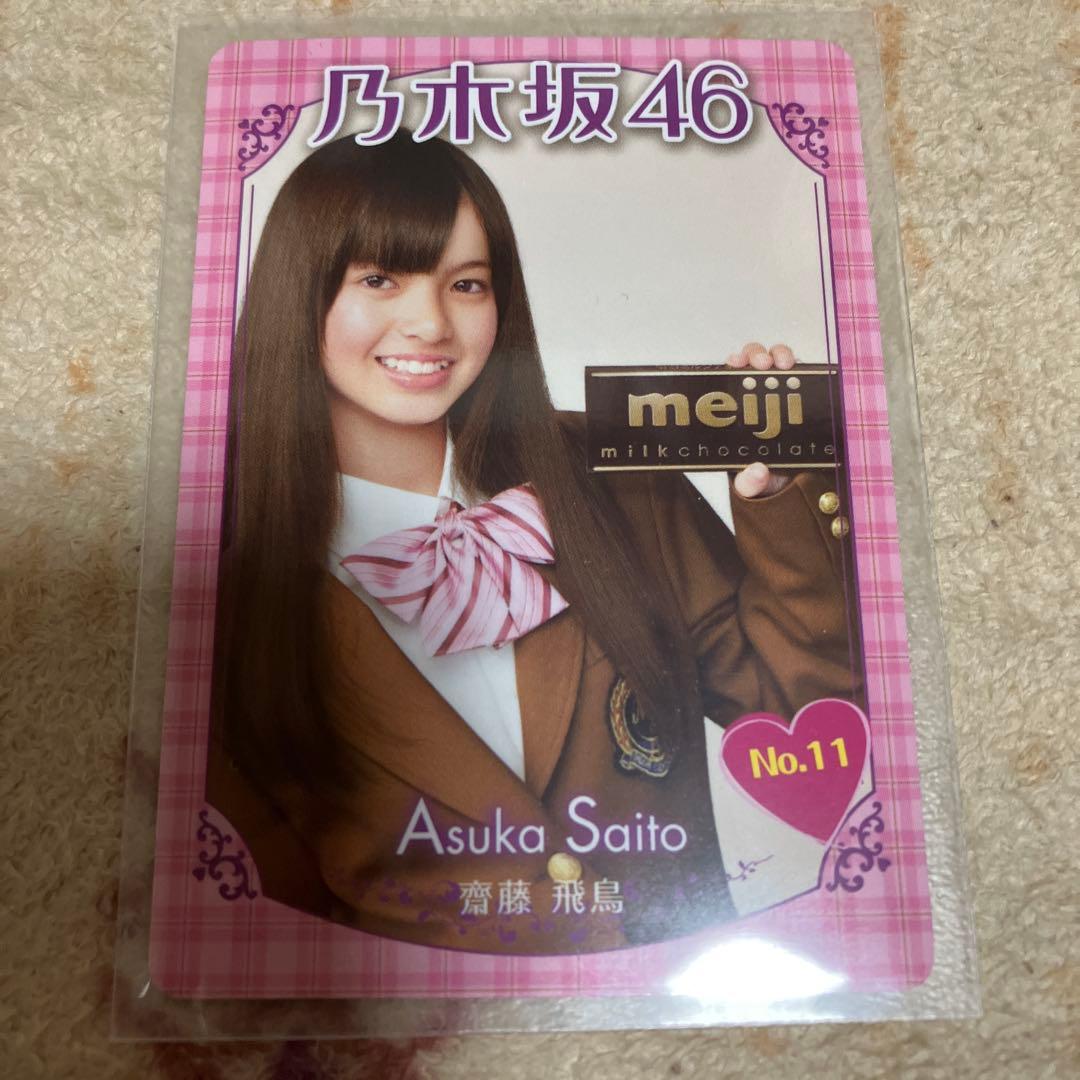 乃木坂46
meiji
milkchocolate
No.11
Asuka Saito
齋藤 飛鳥